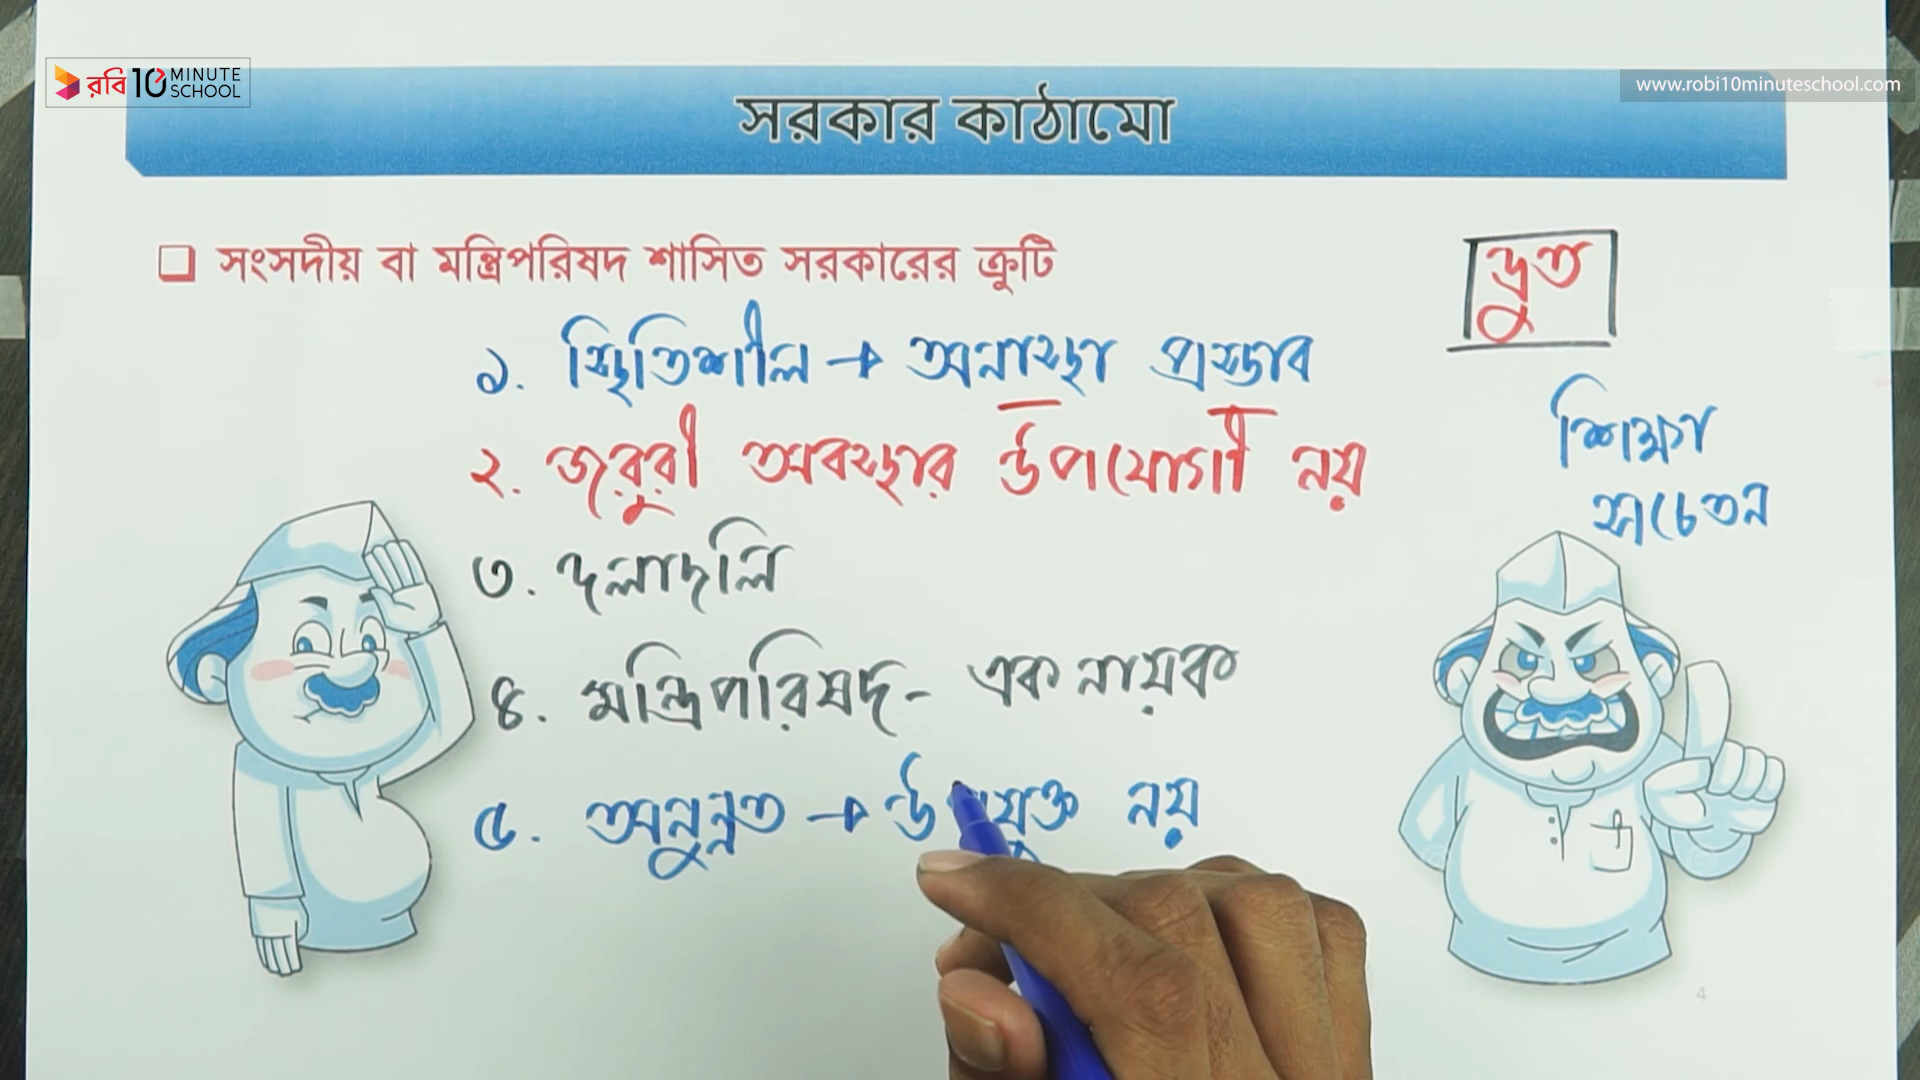 রবি 10 MINUTE SCHOOL
www.robi10minuteschool.com
সরকার কাঠামো
সংসদীয় বা মন্ত্রিপরিষদ শাসিত সরকারের ত্রুটি
দ্রুত
১. স্থিতিশীল → অনাস্থা প্রস্তাব
২. জরুরী অবস্থার উপযোগী নয়
শিক্ষা
সচেতন
৩. দলাদলি
৪. মন্ত্রিপরিষদ - একনায়ক
৫. অনুন্নত → উপযুক্ত নয়
4